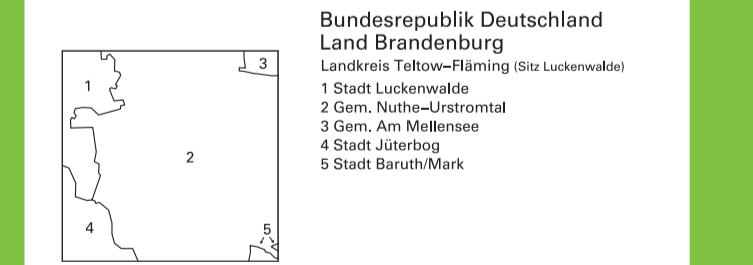 Bundesrepublik Deutschland
Land Brandenburg
Landkreis Teltow–Fläming (Sitz Luckenwalde)
1 Stadt Luckenwalde
2 Gem. Nuthe–Urstromtal
3 Gem. Am Mellensee
4 Stadt Jüterbog
5 Stadt Baruth/Mark
3
1
2
4
5